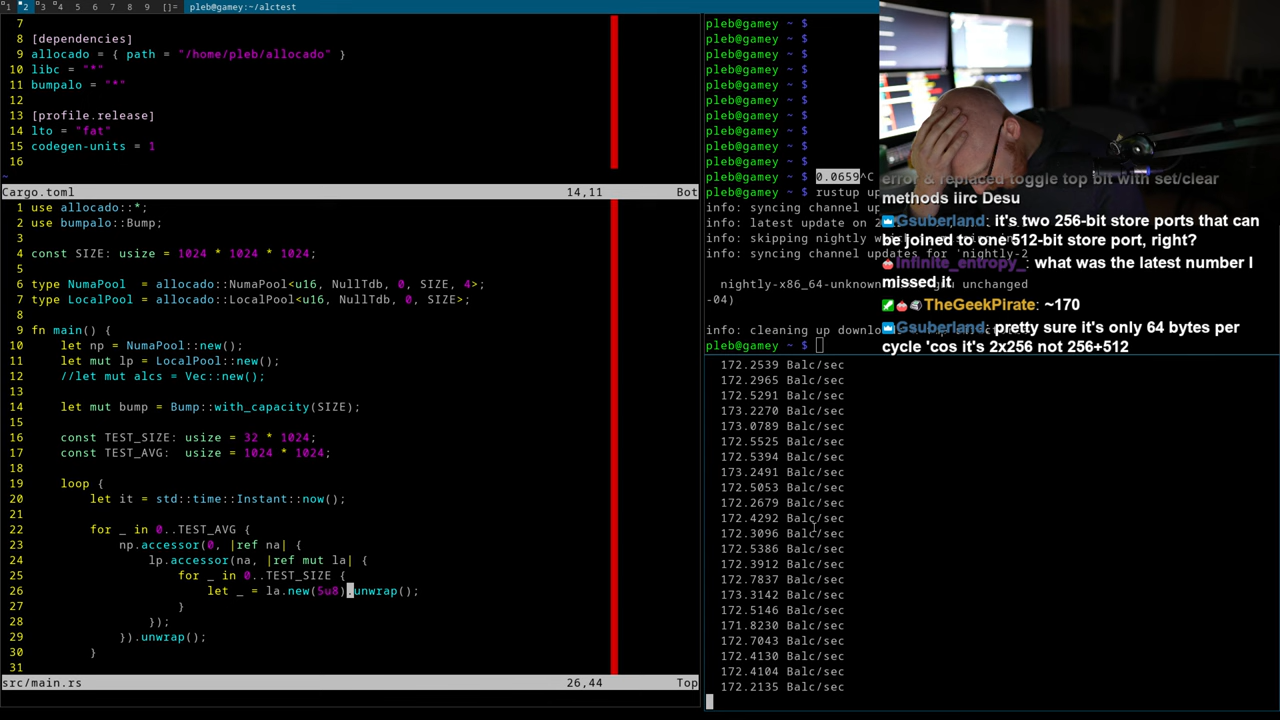 1 2 3 4 5 6 7 8 9 []= pleb@gamey:~/alctest
7
8 [dependencies]
9 allocado = { path = "/home/pleb/allocado" }
10 libc = "*"
11 bumpalo = "*"
12
13 [profile.release]
14 lto = "fat"
15 codegen-units = 1
16
~
Cargo.toml 14,11 Bot
1 use allocado::*;
2 use bumpalo::Bump;
3
4 const SIZE: usize = 1024 * 1024 * 1024;
5
6 type NumaPool = allocado::NumaPool<u16, NullTdb, 0, SIZE, 4>;
7 type LocalPool = allocado::LocalPool<u16, NullTdb, 0, SIZE>;
8
9 fn main() {
10 let np = NumaPool::new();
11 let mut lp = LocalPool::new();
12 //let mut alcs = Vec::new();
13
14 let mut bump = Bump::with_capacity(SIZE);
15
16 const TEST_SIZE: usize = 32 * 1024;
17 const TEST_AVG: usize = 1024 * 1024;
18
19 loop {
20 let it = std::time::Instant::now();
21
22 for _ in 0..TEST_AVG {
23 np.accessor(0, |ref na| {
24 lp.accessor(na, |ref mut la| {
25 for _ in 0..TEST_SIZE {
26 let _ = la.new(5u8).unwrap();
27 }
28 });
29 }).unwrap();
30 }
31
src/main.rs 26,44 Top
pleb@gamey ~ $
pleb@gamey ~ $
pleb@gamey ~ $
pleb@gamey ~ $
pleb@gamey ~ $
pleb@gamey ~ $
pleb@gamey ~ $
pleb@gamey ~ $
pleb@gamey ~ $
pleb@gamey ~ $
pleb@gamey ~ $ 0.0659^C
pleb@gamey ~ $ rustup up
info: syncing channel up
info: latest update on 2
info: skipping nightly w
info: syncing channel updates for 'nightly-2
nightly-x86_64-unknown unchanged
-04)
info: cleaning up downlo
pleb@gamey ~ $
error & replaced toggle top bit with set/clear
methods iirc Desu
Gsuberland: it's two 256-bit store ports that can
be joined to one 512-bit store port, right?
infinite_entropy_: what was the latest number I
missed it
TheGeekPirate: ~170
Gsuberland: pretty sure it's only 64 bytes per
cycle 'cos it's 2x256 not 256+512
172.2539 Balc/sec
172.2965 Balc/sec
172.5291 Balc/sec
173.2270 Balc/sec
173.0789 Balc/sec
172.5525 Balc/sec
172.5394 Balc/sec
173.2491 Balc/sec
172.5053 Balc/sec
172.2679 Balc/sec
172.4292 Balc/sec
172.3096 Balc/sec
172.5386 Balc/sec
172.3912 Balc/sec
172.7837 Balc/sec
173.3142 Balc/sec
172.5146 Balc/sec
171.8230 Balc/sec
172.7043 Balc/sec
172.4130 Balc/sec
172.4104 Balc/sec
172.2135 Balc/sec